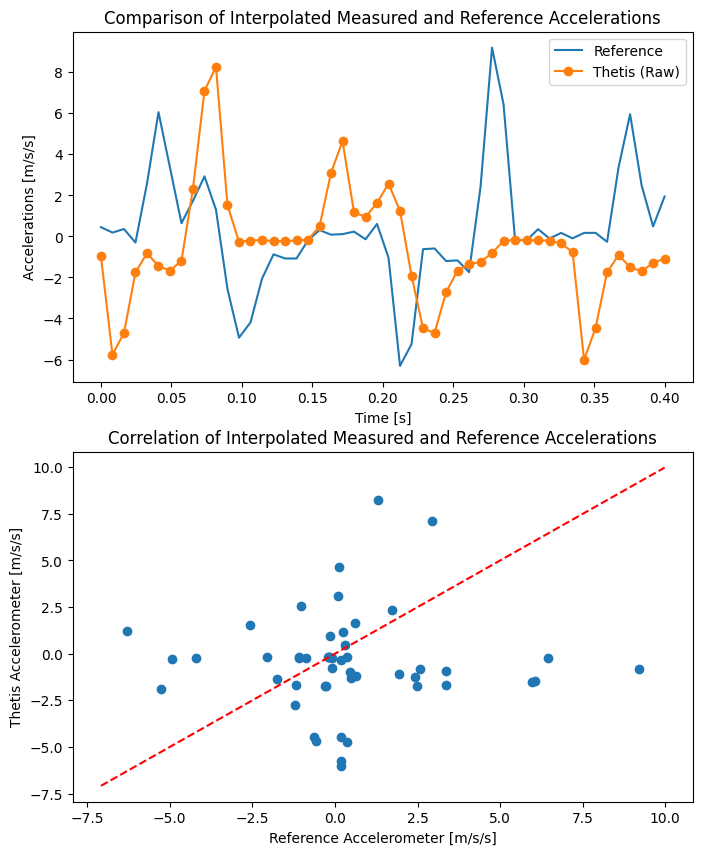 Comparison of Interpolated Measured and Reference Accelerations
Reference
Thetis (Raw)
Accelerations [m/s/s]
8
6
4
2
0
−2
−4
−6
0.00 0.05 0.10 0.15 0.20 0.25 0.30 0.35 0.40
Time [s]
Correlation of Interpolated Measured and Reference Accelerations
Thetis Accelerometer [m/s/s]
10.0
7.5
5.0
2.5
0.0
−2.5
−5.0
−7.5
−7.5 −5.0 −2.5 0.0 2.5 5.0 7.5 10.0
Reference Accelerometer [m/s/s]